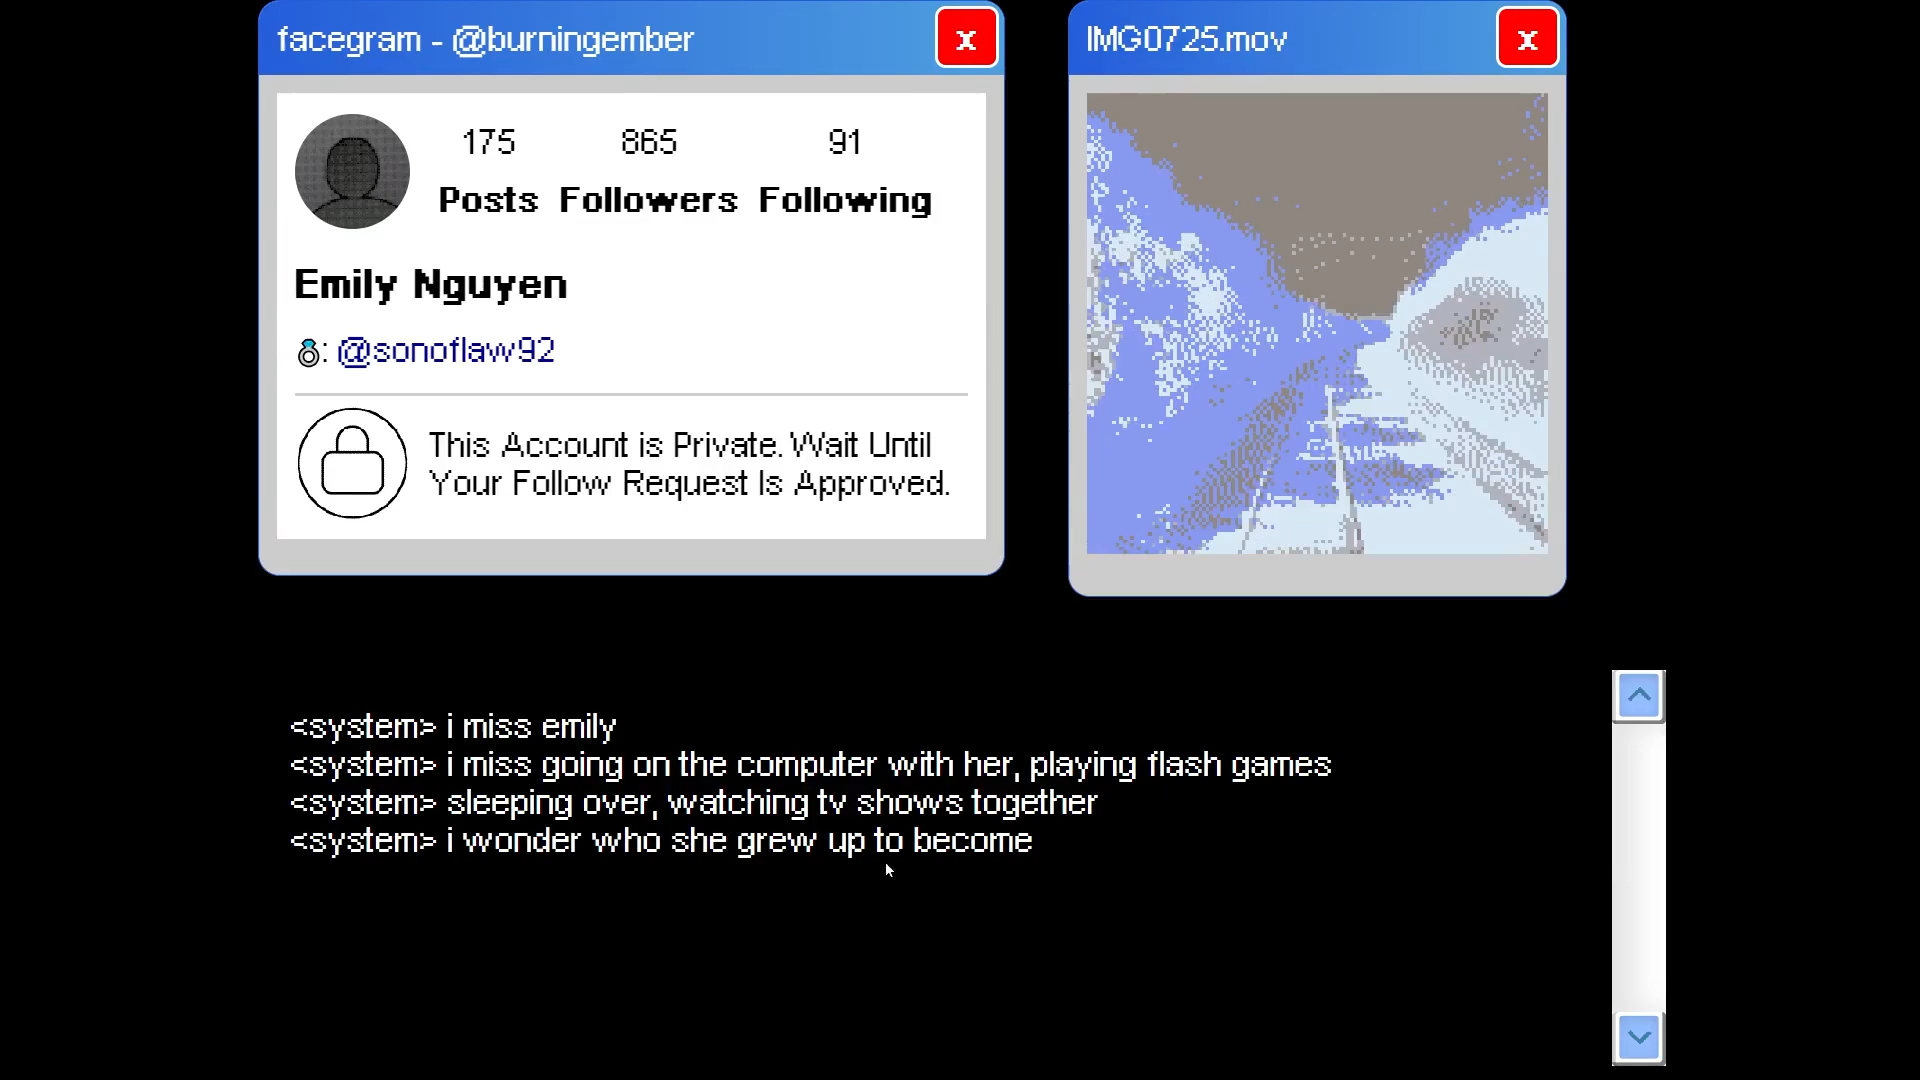 facegram - @burningember
x
175 865 91
Posts Followers Following
Emily Nguyen
💍: @sonoflaw92
This Account is Private. Wait Until
Your Follow Request Is Approved.
IMG0725.mov
x
<system> i miss emily
<system> i miss going on the computer with her, playing flash games
<system> sleeping over, watching tv shows together
<system> i wonder who she grew up to become